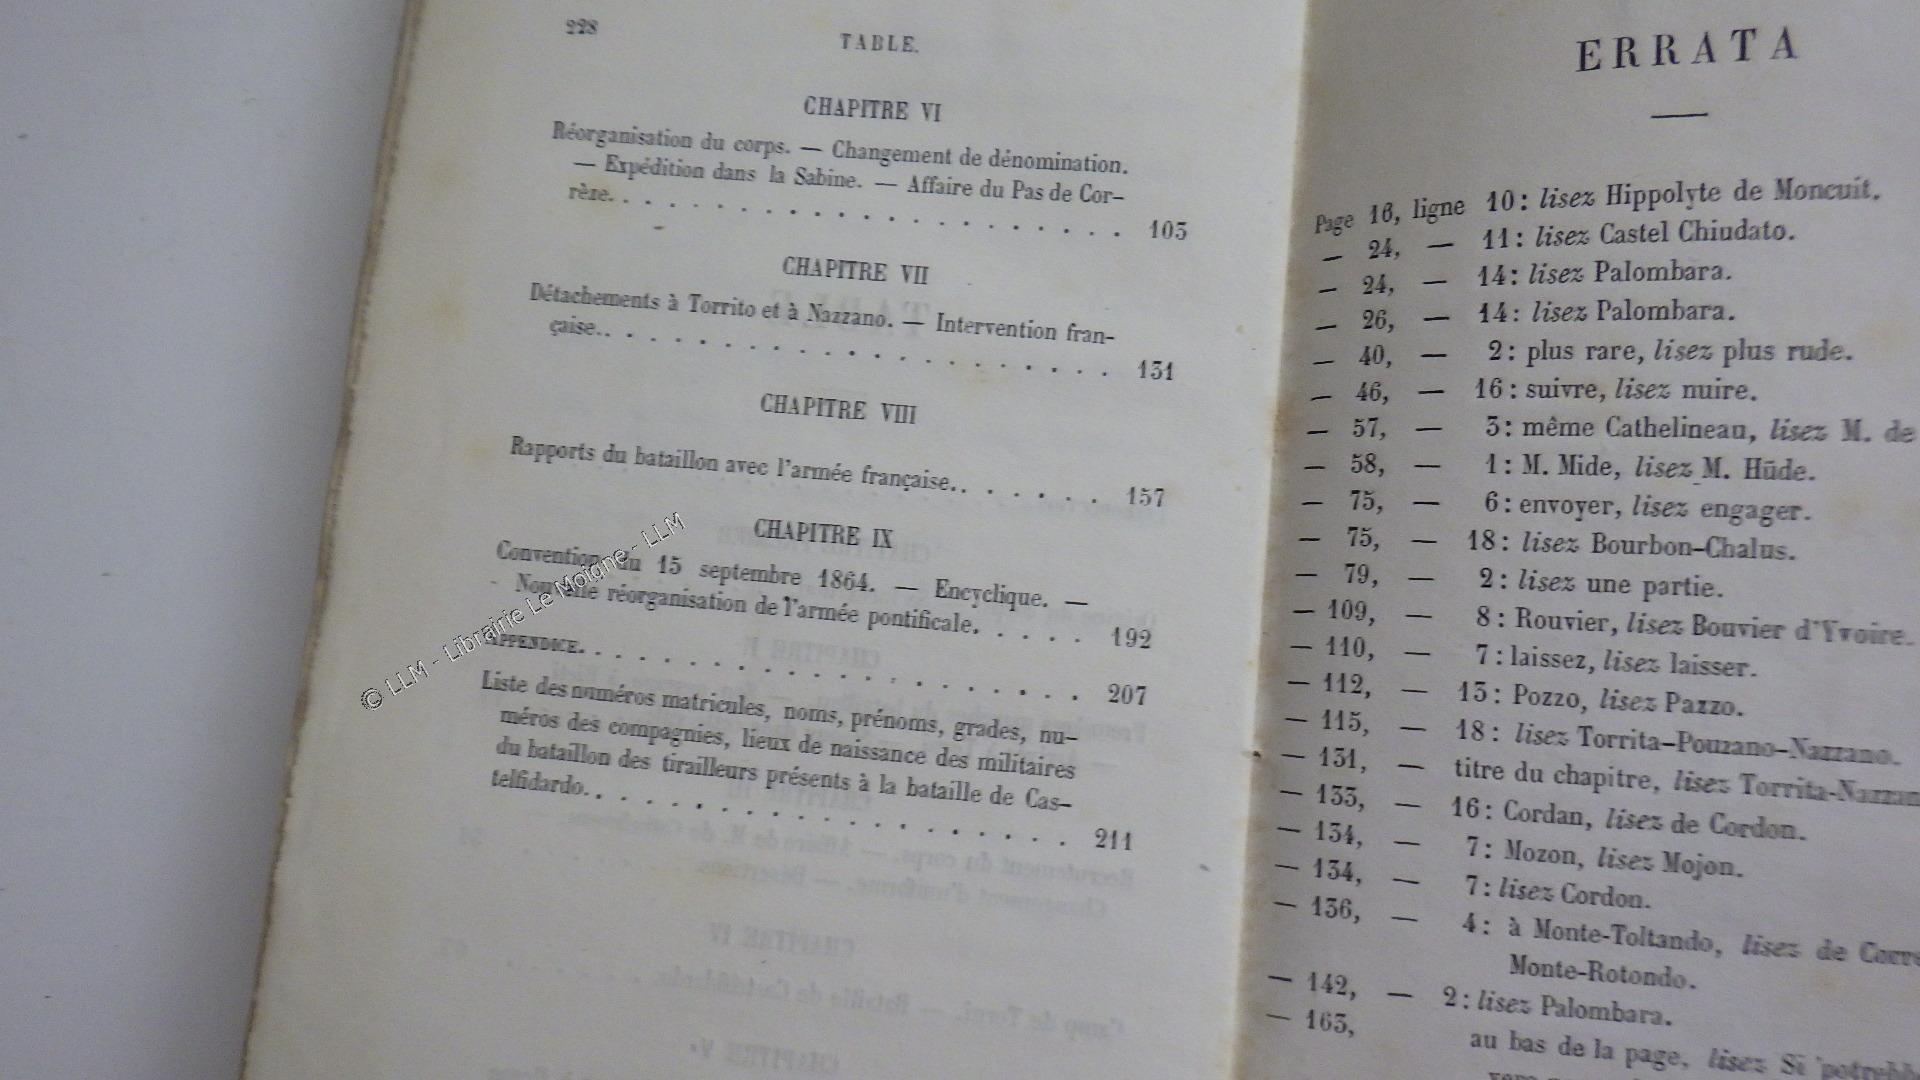 228
TABLE.
CHAPITRE VI
Réorganisation du corps. — Changement de dénomination.
— Expédition dans la Sabine. — Affaire du Pas de Cor-
rèze. . . . . . . . . . . . . . . . . . . . . . 103
CHAPITRE VII
Détachements à Torrito et à Nazzano. — Intervention fran-
çaise. . . . . . . . . . . . . . . . . . . . 131
CHAPITRE VIII
Rapports du bataillon avec l'armée française. . . . . . . 157
CHAPITRE IX
Convention du 15 septembre 1864. — Encyclique. —
Nouvelle réorganisation de l'armée pontificale. . . . . 192
APPENDICE. . . . . . . . . . . . . . . . . . . 207
Liste des numéros matricules, noms, prénoms, grades, nu-
méros des compagnies, lieux de naissance des militaires
du bataillon des tirailleurs présents à la bataille de Cas-
telfidardo. . . . . . . . . . . . . . . . . . . 211
© LLM - Librairie Le Moigne - LLM
ERRATA
Page 16, ligne 10 : lisez Hippolyte de Moncuit.
— 24, — 11 : lisez Castel Chiudato.
— 24, — 14 : lisez Palombara.
— 26, — 14 : lisez Palombara.
— 40, — 2 : plus rare, lisez plus rude.
— 46, — 16 : suivre, lisez nuire.
— 57, — 3 : même Cathelineau, lisez M. de
— 58, — 1 : M. Mide, lisez M. Hüde.
— 75, — 6 : envoyer, lisez engager.
— 75, — 18 : lisez Bourbon-Chalus.
— 79, — 2 : lisez une partie.
— 109, — 8 : Rouvier, lisez Bouvier d'Yvoire.
— 110, — 7 : laissez, lisez laisser.
— 112, — 13 : Pozzo, lisez Pazzo.
— 115, — 18 : lisez Torrita-Pouzano-Nazzano.
— 131, — titre du chapitre, lisez Torrita-Nazzan
— 133, — 16 : Cordan, lisez de Cordon.
— 134, — 7 : Mozon, lisez Mojon.
— 134, — 7 : lisez Cordon.
— 136, — 4 : à Monte-Toltando, lisez de Corr
Monte-Rotondo.
— 142, — 2 : lisez Palombara.
— 163, au bas de la page, lisez Si potrebb